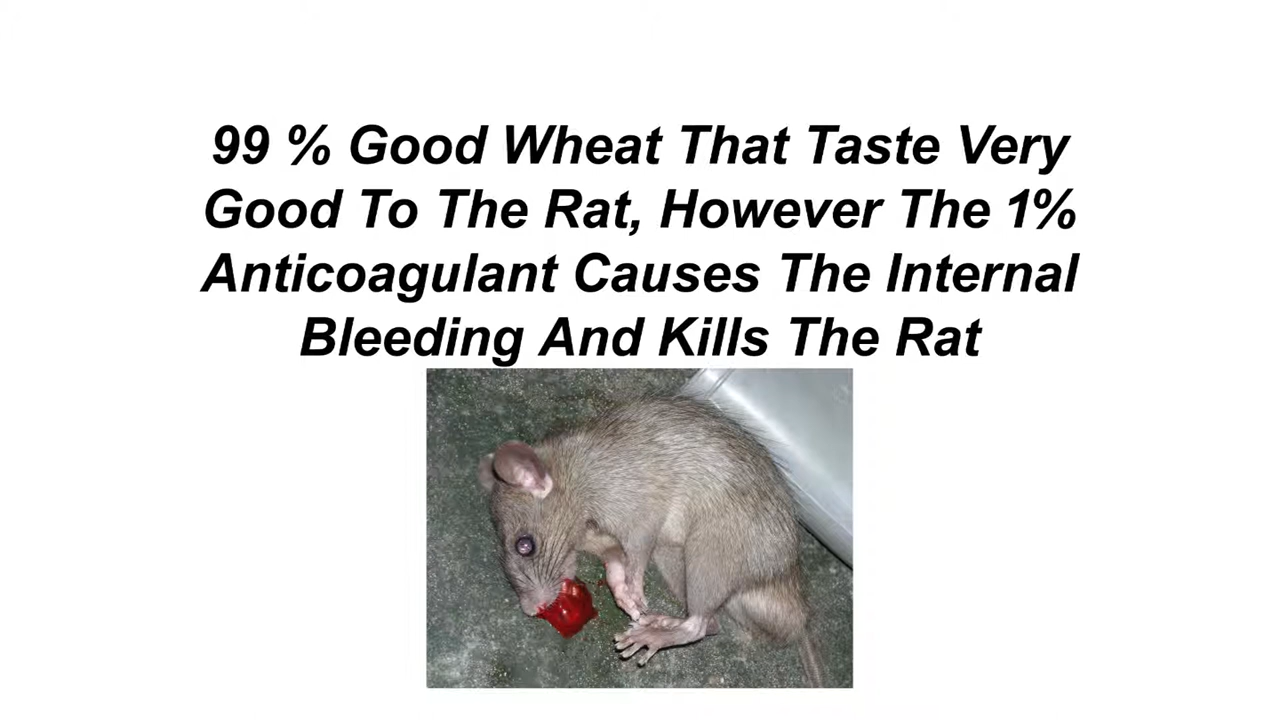 99 % Good Wheat That Taste Very
Good To The Rat, However The 1%
Anticoagulant Causes The Internal
Bleeding And Kills The Rat